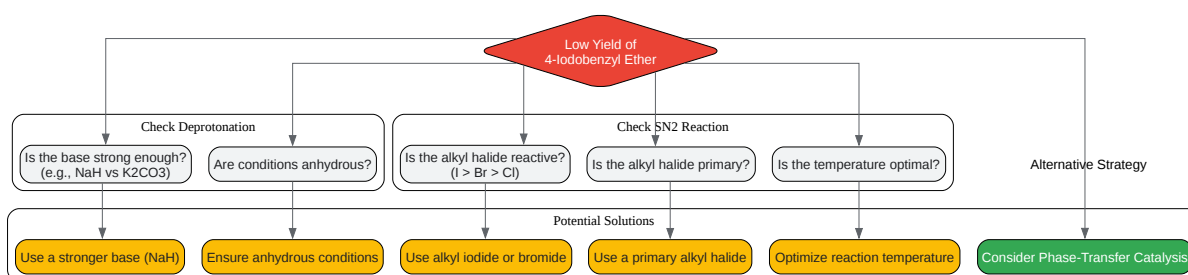 Low Yield of
4-Iodobenzyl Ether
Check Deprotonation
Check SN2 Reaction
Is the base strong enough?
(e.g., NaH vs K2CO3)
Are conditions anhydrous?
Is the alkyl halide reactive?
(I > Br > Cl)
Is the alkyl halide primary?
Is the temperature optimal?
Alternative Strategy
Potential Solutions
Use a stronger base (NaH)
Ensure anhydrous conditions
Use alkyl iodide or bromide
Use a primary alkyl halide
Optimize reaction temperature
Consider Phase-Transfer Catalysis